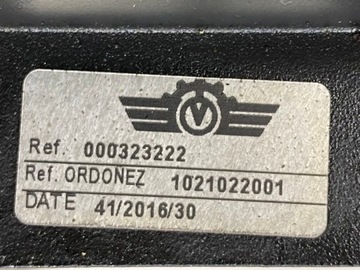 V
Ref. 000323222
Ref. ORDONEZ 1021022001
DATE 41/2016/30